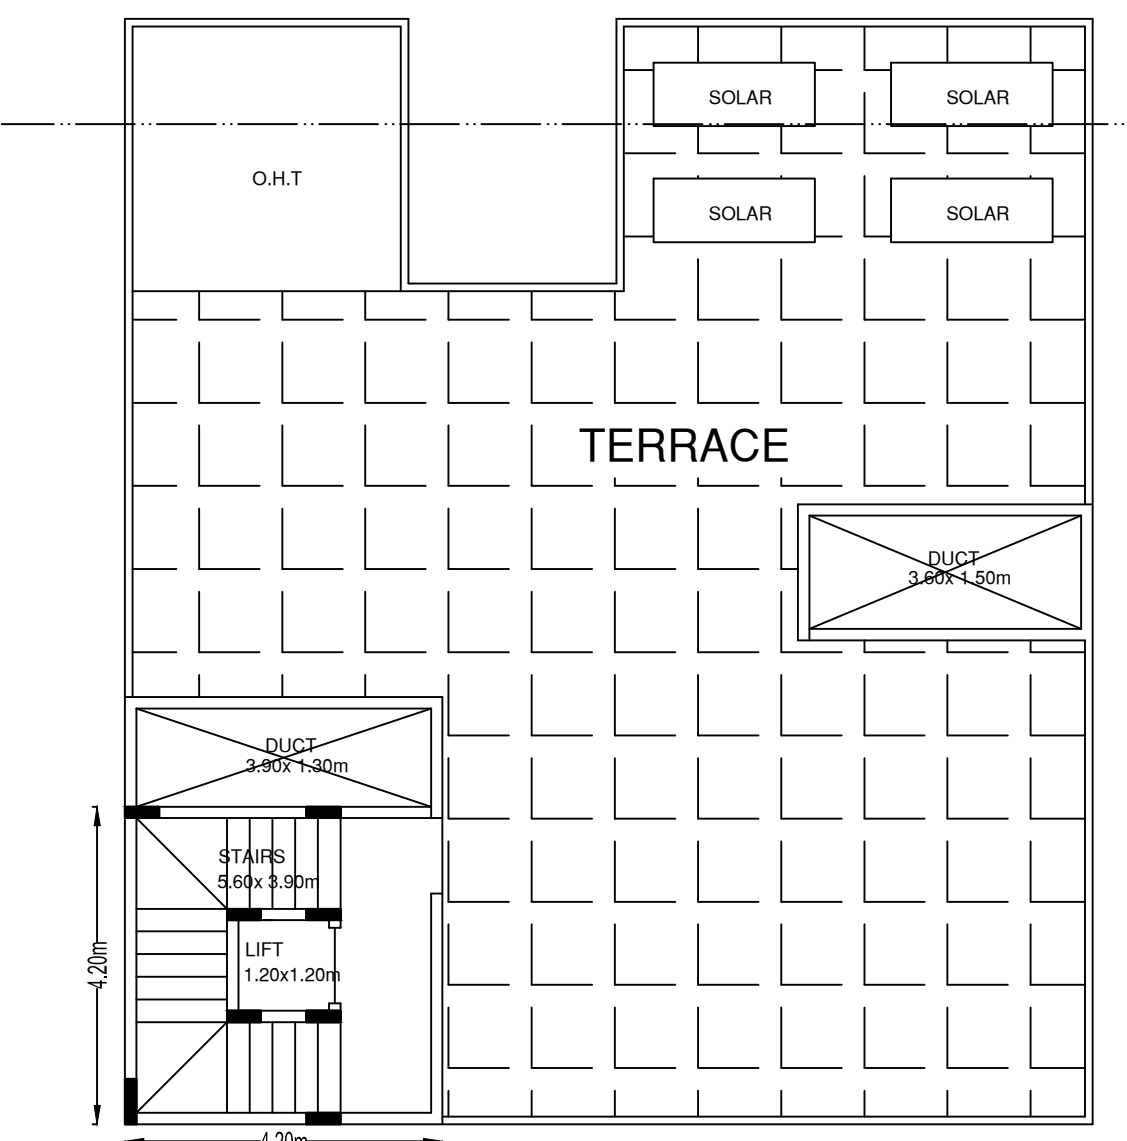 SOLAR
SOLAR
O.H.T
SOLAR
SOLAR
TERRACE
DUCT
3.60x 1.50m
DUCT
3.90x 1.30m
STAIRS
5.60x 3.90m
LIFT
1.20x1.20m
4.20m
4.20m